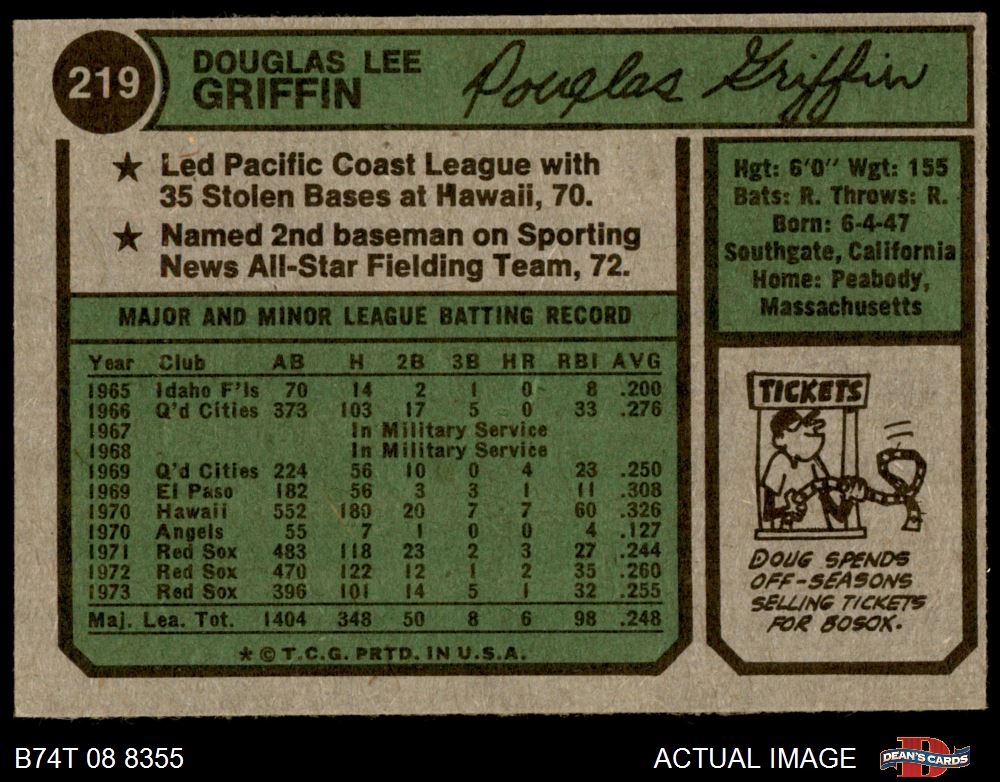 219
DOUGLAS LEE
GRIFFIN
Douglas Griffin
★ Led Pacific Coast League with
35 Stolen Bases at Hawaii, 70.
★ Named 2nd baseman on Sporting
News All-Star Fielding Team, 72.
MAJOR AND MINOR LEAGUE BATTING RECORD
Year Club AB H 2B 3B HR RBI AVG
1965 Idaho F'ls 70 14 2 1 0 8 .200
1966 Q'd Cities 373 103 17 5 0 33 .276
1967 In Military Service
1968 In Military Service
1969 Q'd Cities 224 56 10 0 4 23 .250
1969 El Paso 182 56 3 3 1 11 .308
1970 Hawaii 552 180 20 7 7 60 .326
1970 Angels 55 7 1 0 0 4 .127
1971 Red Sox 483 118 23 2 3 27 .244
1972 Red Sox 470 122 12 1 2 35 .260
1973 Red Sox 396 101 14 5 1 32 .255
Maj. Lea. Tot. 1404 348 50 8 6 98 .248
★ © T.C.G. PRTD. IN U.S.A.
Hgt: 6'0" Wgt: 155
Bats: R. Throws: R.
Born: 6-4-47
Southgate, California
Home: Peabody,
Massachusetts
TICKETS
DOUG SPENDS
OFF-SEASONS
SELLING TICKETS
FOR BOSOX.
B74T 08 8355
ACTUAL IMAGE
DEAN'S CARDS